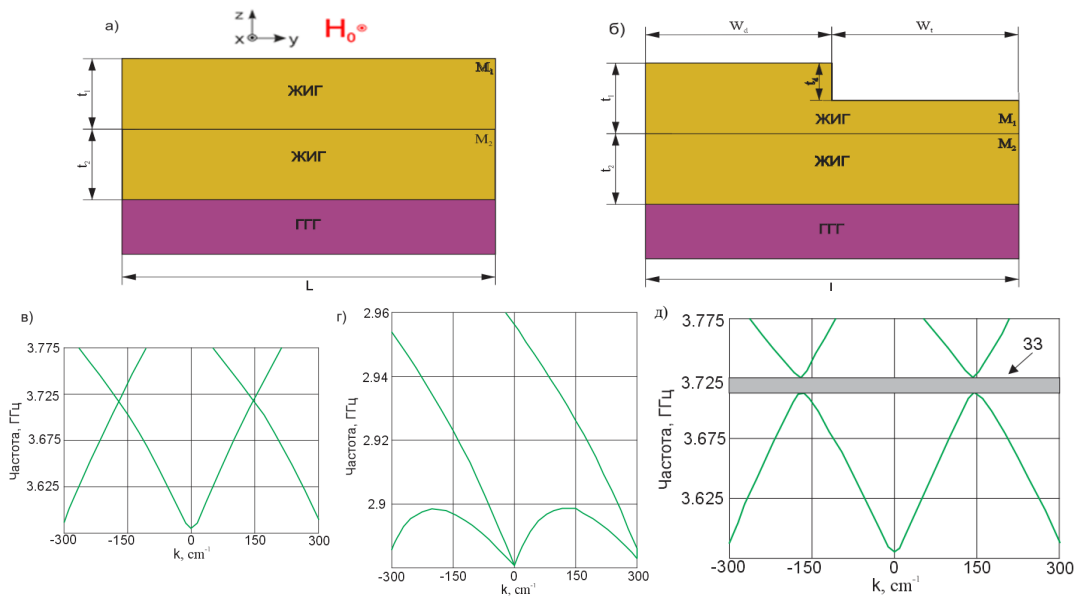 а)
z
x
y
H₀
M₁
ЖИГ
t₁
M₂
ЖИГ
t₂
ГГГ
L
б)
W_d
W_t
t₁
ЖИГ
M₁
M₂
ЖИГ
t₂
ГГГ
в)
3.775
3.725
3.675
3.625
Частота, ГГц
-300
-150
0
150
300
k, cm⁻¹
г)
2.96
2.94
2.92
2.9
Частота, ГГц
-300
-150
0
150
300
k, cm⁻¹
д)
33
3.775
3.725
3.675
3.625
Частота, ГГц
-300
-150
0
150
300
k, cm⁻¹